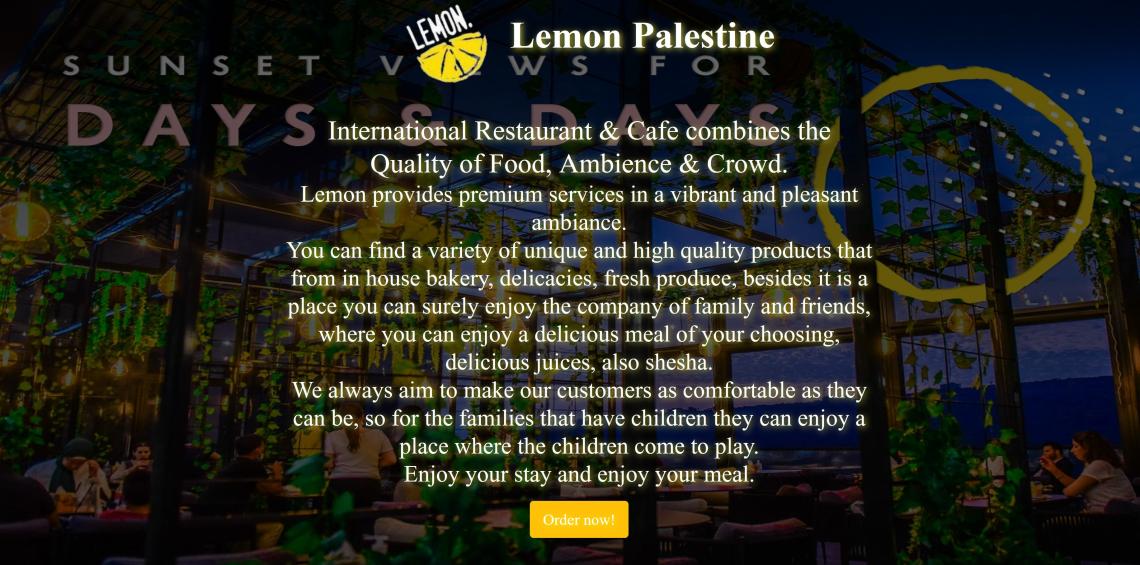 LEMON.
Lemon Palestine
SUNSET VIEWS FOR
DAYS & DAYS
International Restaurant & Cafe combines the
Quality of Food, Ambience & Crowd.
Lemon provides premium services in a vibrant and pleasant
ambiance.
You can find a variety of unique and high quality products that
from in house bakery, delicacies, fresh produce, besides it is a
place you can surely enjoy the company of family and friends,
where you can enjoy a delicious meal of your choosing,
delicious juices, also shesha.
We always aim to make our customers as comfortable as they
can be, so for the families that have children they can enjoy a
place where the children come to play.
Enjoy your stay and enjoy your meal.
Order now!